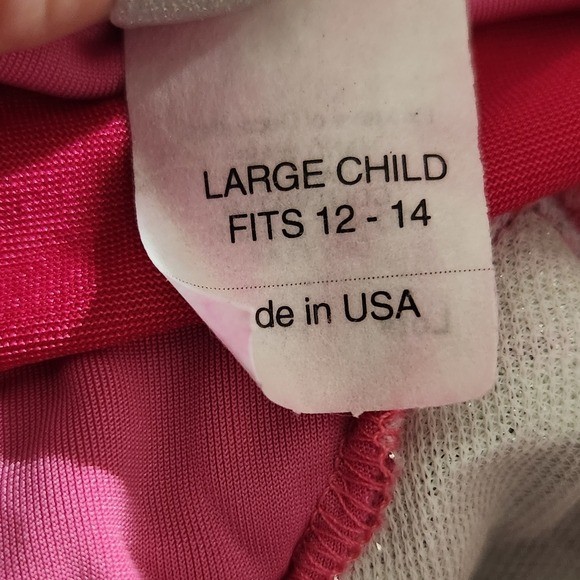 LARGE CHILD
FITS 12 - 14
de in USA